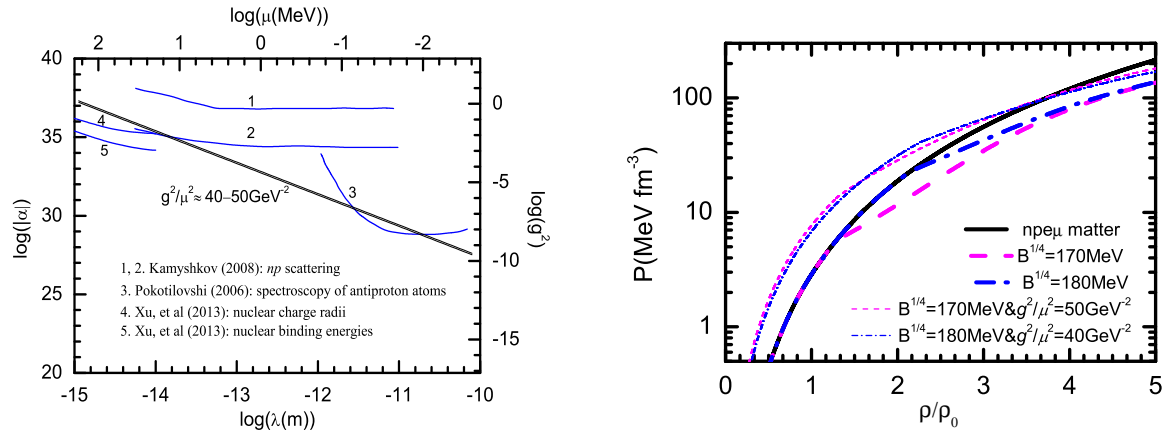 log(μ(MeV))
2 1 0 -1 -2
40
35
30
25
20
log(|α|)
0
-5
-10
-15
log(g²)
1
2
3
4
5
g²/μ²≈ 40–50GeV⁻²
1, 2. Kamyshkov (2008): np scattering
3. Pokotilovshi (2006): spectroscopy of antiproton atoms
4. Xu, et al (2013): nuclear charge radii
5. Xu, et al (2013): nuclear binding energies
-15 -14 -13 -12 -11 -10
log(λ(m))
P(MeV fm⁻³)
100
10
1
npeμ matter
B^1/4=170MeV
B^1/4=180MeV
B^1/4=170MeV&g²/μ²=50GeV⁻²
B^1/4=180MeV&g²/μ²=40GeV⁻²
0 1 2 3 4 5
ρ/ρ₀